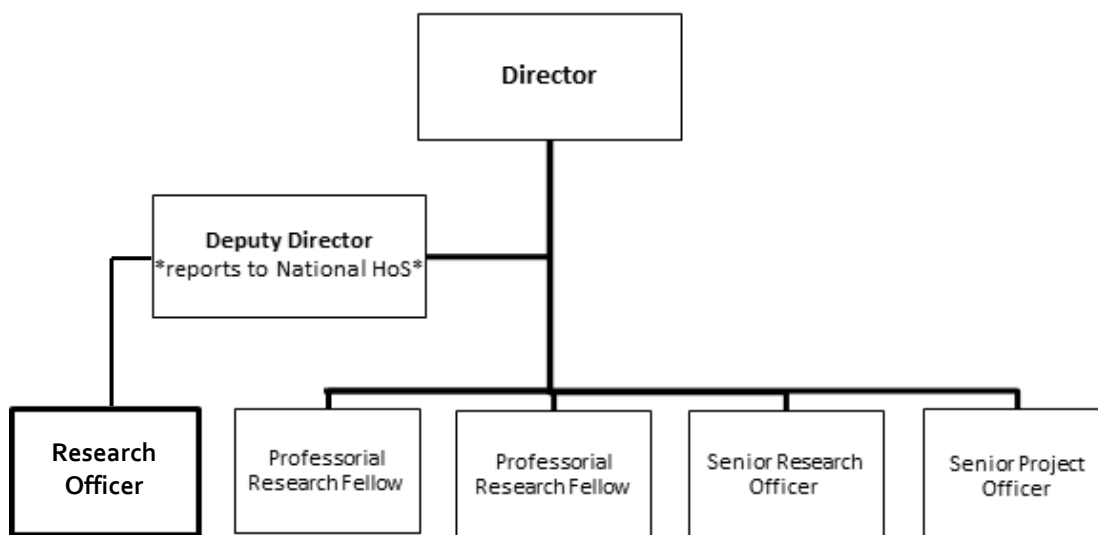 Director
Deputy Director
*reports to National HoS*
Research
Officer
Professorial
Research Fellow
Professorial
Research Fellow
Senior Research
Officer
Senior Project
Officer